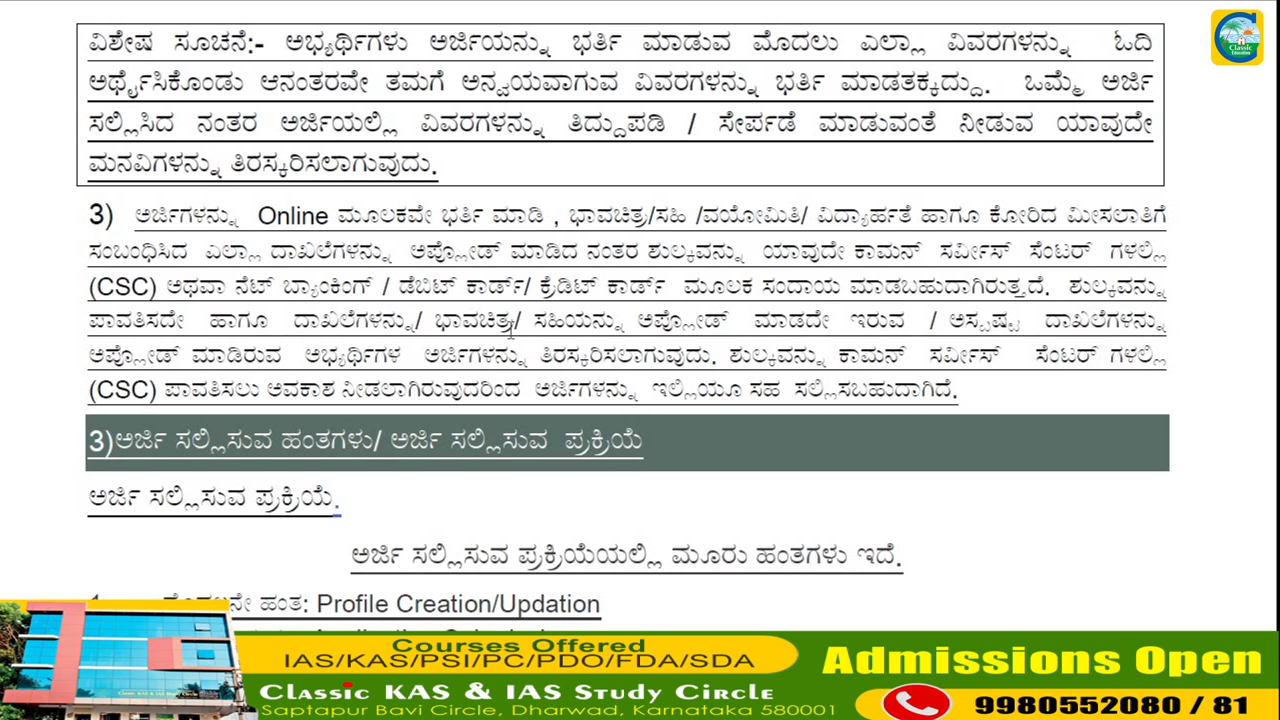 ವಿಶೇಷ ಸೂಚನೆ:- ಅಭ್ಯರ್ಥಿಗಳು ಅರ್ಜಿಯನ್ನು ಭರ್ತಿ ಮಾಡುವ ಮೊದಲು ಎಲ್ಲಾ ವಿವರಗಳನ್ನು ಓದಿ
ಅರ್ಥೈಸಿಕೊಂಡು ಆನಂತರವೇ ತಮಗೆ ಅನ್ವಯವಾಗುವ ವಿವರಗಳನ್ನು ಭರ್ತಿ ಮಾಡತಕ್ಕದ್ದು. ಒಮ್ಮೆ ಅರ್ಜಿ
ಸಲ್ಲಿಸಿದ ನಂತರ ಅರ್ಜಿಯಲ್ಲಿ ವಿವರಗಳನ್ನು ತಿದ್ದುಪಡಿ / ಸೇರ್ಪಡೆ ಮಾಡುವಂತೆ ನೀಡುವ ಯಾವುದೇ
ಮನವಿಗಳನ್ನು ತಿರಸ್ಕರಿಸಲಾಗುವುದು.
3) ಅರ್ಜಿಗಳನ್ನು Online ಮೂಲಕವೇ ಭರ್ತಿ ಮಾಡಿ , ಭಾವಚಿತ್ರ/ಸಹಿ /ವಯೋಮಿತಿ/ ವಿದ್ಯಾರ್ಹತೆ ಹಾಗೂ ಕೋರಿದ ಮೀಸಲಾತಿಗೆ
ಸಂಬಂಧಿಸಿದ ಎಲ್ಲಾ ದಾಖಲೆಗಳನ್ನು ಅಪ್ಲೋಡ್ ಮಾಡಿದ ನಂತರ ಶುಲ್ಕವನ್ನು ಯಾವುದೇ ಕಾಮನ್ ಸರ್ವೀಸ್ ಸೆಂಟರ್ ಗಳಲ್ಲಿ
(CSC) ಅಥವಾ ನೆಟ್ ಬ್ಯಾಂಕಿಂಗ್ / ಡೆಬಿಟ್ ಕಾರ್ಡ್/ ಕ್ರೆಡಿಟ್ ಕಾರ್ಡ್ ಮೂಲಕ ಸಂದಾಯ ಮಾಡಬಹುದಾಗಿರುತ್ತದೆ. ಶುಲ್ಕವನ್ನು
ಪಾವತಿಸದೇ ಹಾಗೂ ದಾಖಲೆಗಳನ್ನು/ ಭಾವಚಿತ್ರ/ ಸಹಿಯನ್ನು ಅಪ್ಲೋಡ್ ಮಾಡದೇ ಇರುವ / ಅಸ್ಪಷ್ಟ ದಾಖಲೆಗಳನ್ನು
ಅಪ್ಲೋಡ್ ಮಾಡಿರುವ ಅಭ್ಯರ್ಥಿಗಳ ಅರ್ಜಿಗಳನ್ನು ತಿರಸ್ಕರಿಸಲಾಗುವುದು. ಶುಲ್ಕವನ್ನು ಕಾಮನ್ ಸರ್ವೀಸ್ ಸೆಂಟರ್ ಗಳಲ್ಲಿ
(CSC) ಪಾವತಿಸಲು ಅವಕಾಶ ನೀಡಲಾಗಿರುವುದರಿಂದ ಅರ್ಜಿಗಳನ್ನು ಇಲ್ಲಿಯೂ ಸಹ ಸಲ್ಲಿಸಬಹುದಾಗಿದೆ.
3)ಅರ್ಜಿ ಸಲ್ಲಿಸುವ ಹಂತಗಳು/ ಅರ್ಜಿ ಸಲ್ಲಿಸುವ ಪ್ರಕ್ರಿಯೆ
ಅರ್ಜಿ ಸಲ್ಲಿಸುವ ಪ್ರಕ್ರಿಯೆ.
ಅರ್ಜಿ ಸಲ್ಲಿಸುವ ಪ್ರಕ್ರಿಯೆಯಲ್ಲಿ ಮೂರು ಹಂತಗಳು ಇದೆ.
ಹಂತ: Profile Creation/Updation
Courses Offered
IAS/KAS/PSI/PC/PDO/FDA/SDA
Classic KAS & IAS Study Circle
Saptapur Bavi Circle, Dharwad, Karnataka 580001
Admissions Open
9980552080 / 81
Classic
Education